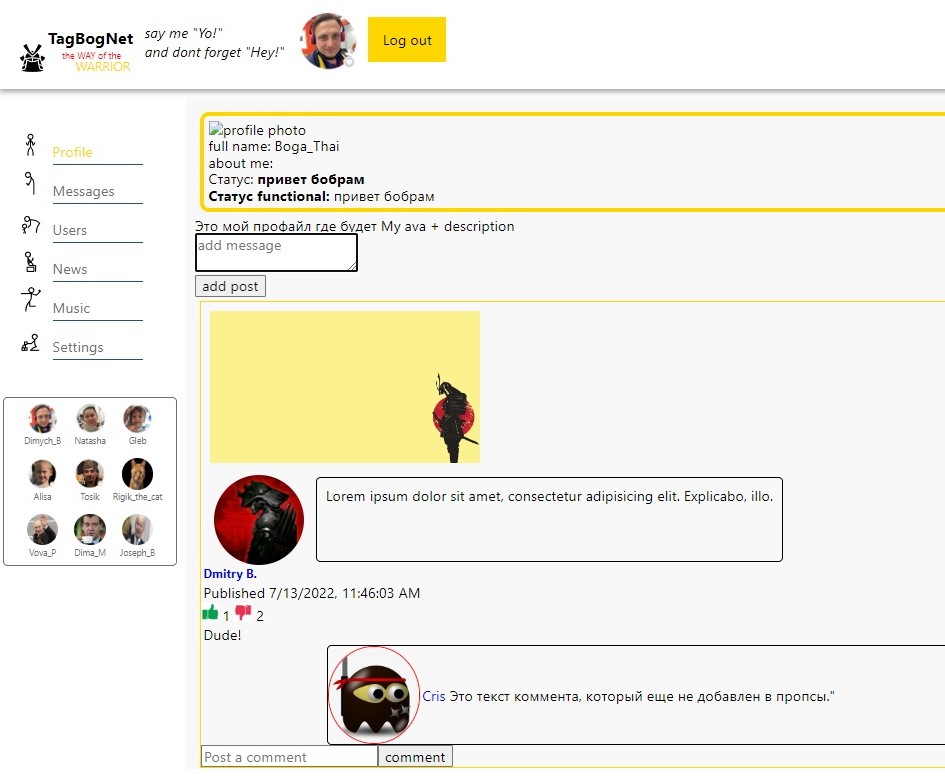 TagBogNet
the WAY of the
WARRIOR
say me "Yo!"
and dont forget "Hey!"
Log out
Profile
Messages
Users
News
Music
Settings
Dimych_B Natasha Gleb
Alisa Tosik Rigik_the_cat
Vova_P Dima_M Joseph_B
profile photo
full name: Boga_Thai
about me:
Статус: привет бобрам
Статус functional: привет бобрам
Это мой профайл где будет My ava + description
add message
add post
Lorem ipsum dolor sit amet, consectetur adipisicing elit. Explicabo, illo.
Dmitry B.
Published 7/13/2022, 11:46:03 AM
1 2
Dude!
Cris Это текст коммента, который еще не добавлен в пропсы."
Post a comment comment